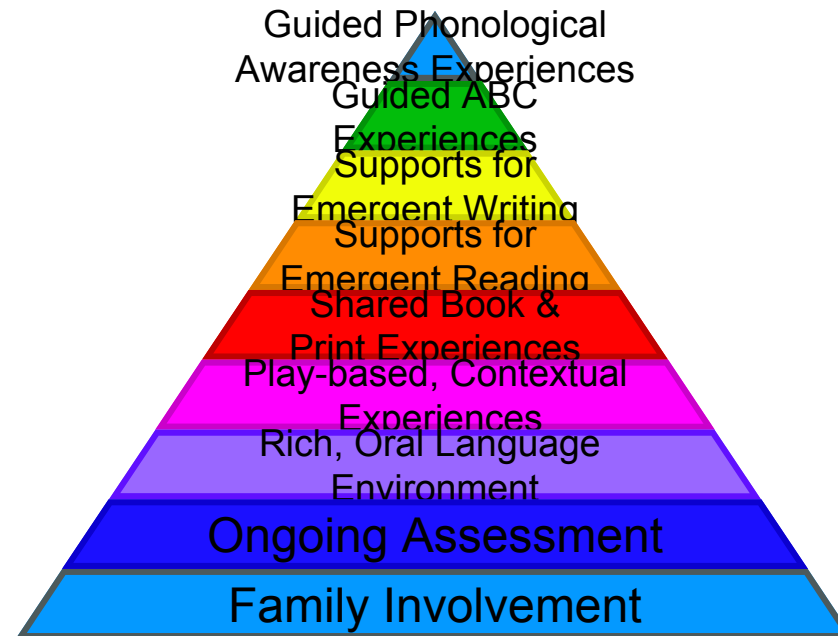 Guided Phonological
Awareness Experiences
Guided ABC
Experiences
Supports for
Emergent Writing
Supports for
Emergent Reading
Shared Book &
Print Experiences
Play-based, Contextual
Experiences
Rich, Oral Language
Environment
Ongoing Assessment
Family Involvement